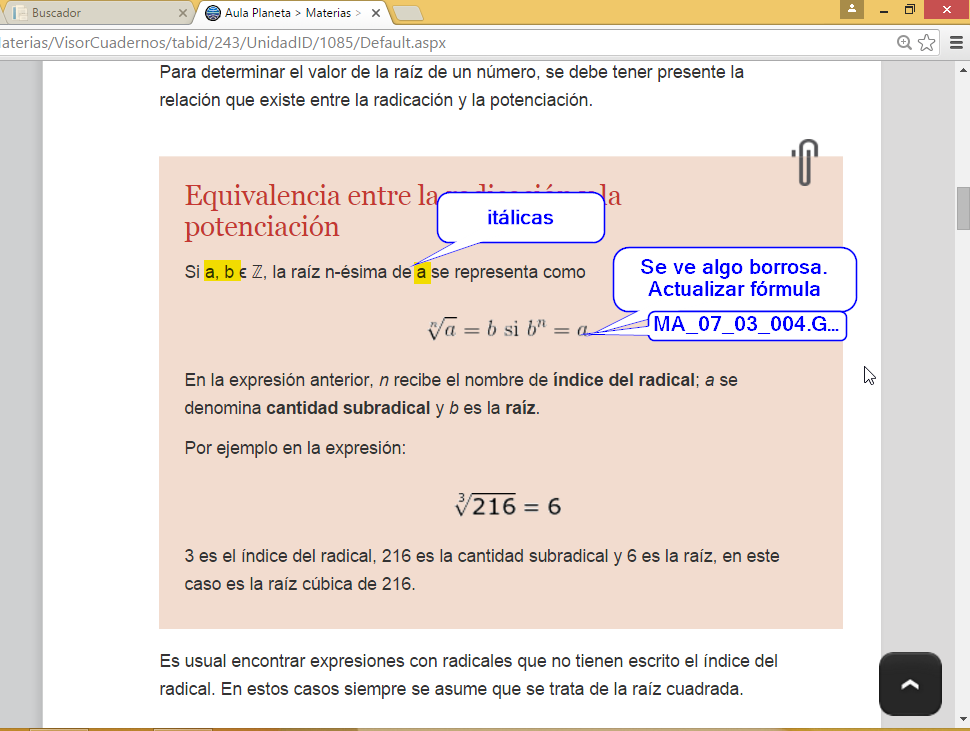 Buscador
Aula Planeta > Materias >
laterias/VisorCuadernos/tabid/243/UnidadID/1085/Default.aspx
Para determinar el valor de la raíz de un número, se debe tener presente la
relación que existe entre la radicación y la potenciación.
Equivalencia entre la radicación y la
potenciación
itálicas
Si a, b ϵ ℤ, la raíz n-ésima de a se representa como
Se ve algo borrosa.
Actualizar fórmula
ⁿ√a = b si bⁿ = a
MA_07_03_004.G...
En la expresión anterior, n recibe el nombre de índice del radical; a se
denomina cantidad subradical y b es la raíz.
Por ejemplo en la expresión:
³√216 = 6
3 es el índice del radical, 216 es la cantidad subradical y 6 es la raíz, en este
caso es la raíz cúbica de 216.
Es usual encontrar expresiones con radicales que no tienen escrito el índice del
radical. En estos casos siempre se asume que se trata de la raíz cuadrada.